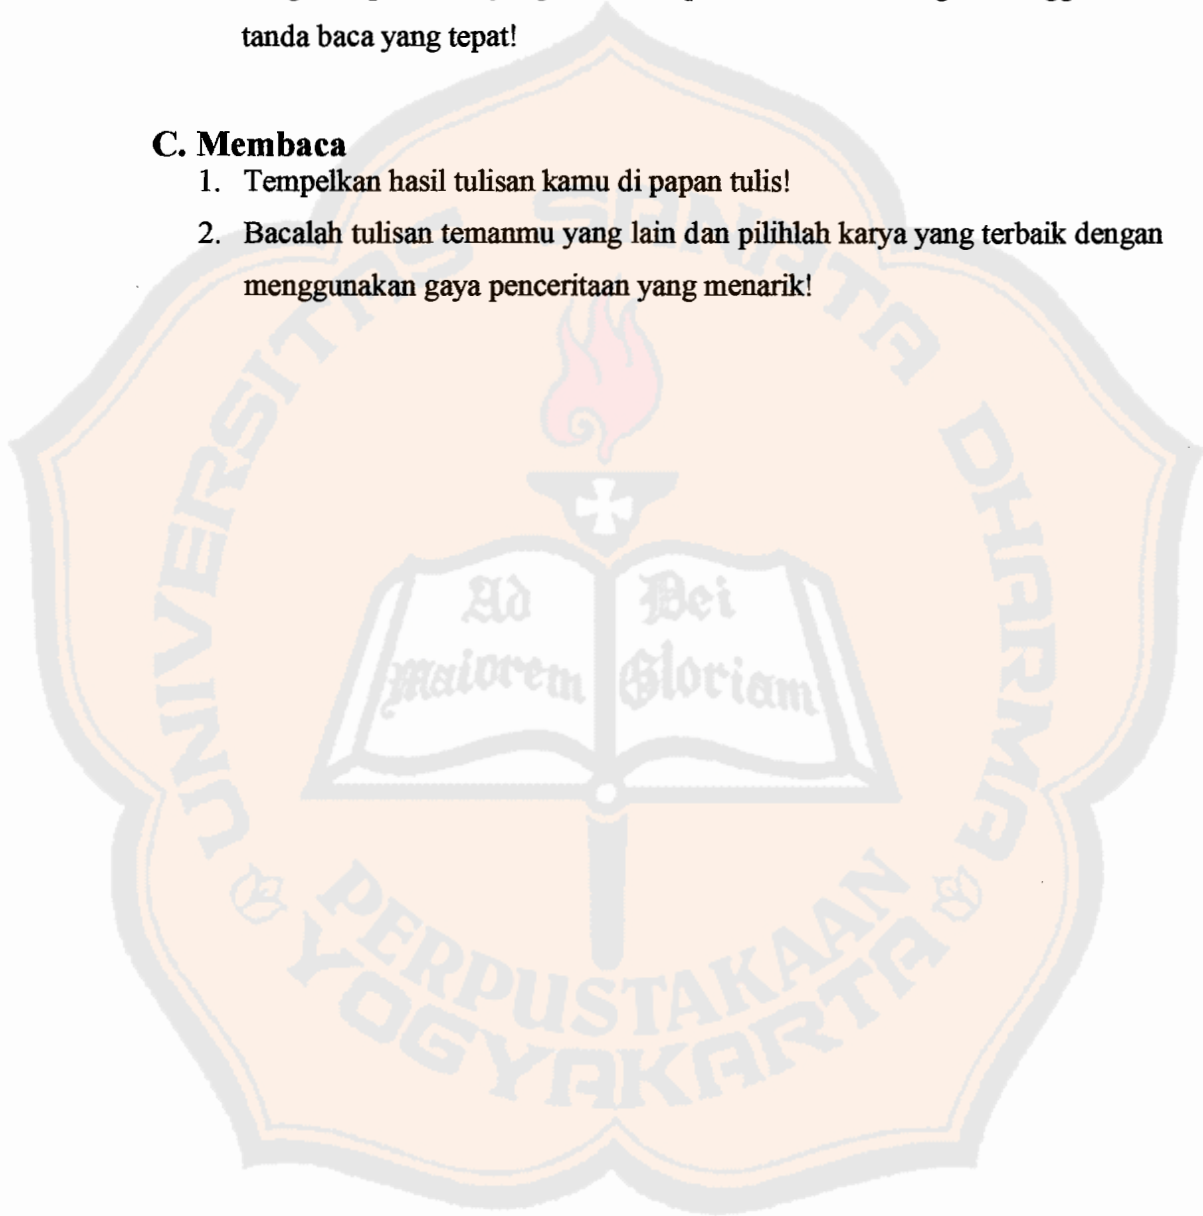 tanda baca yang tepat!
C. Membaca
1. Tempelkan hasil tulisan kamu di papan tulis!
2. Bacalah tulisan temanmu yang lain dan pilihlah karya yang terbaik dengan
menggunakan gaya penceritaan yang menarik!
UNIVERSITAS SANATA DHARMA
Ad Dei
maiorem Gloriam
PERPUSTAKAAN
YOGYAKARTA